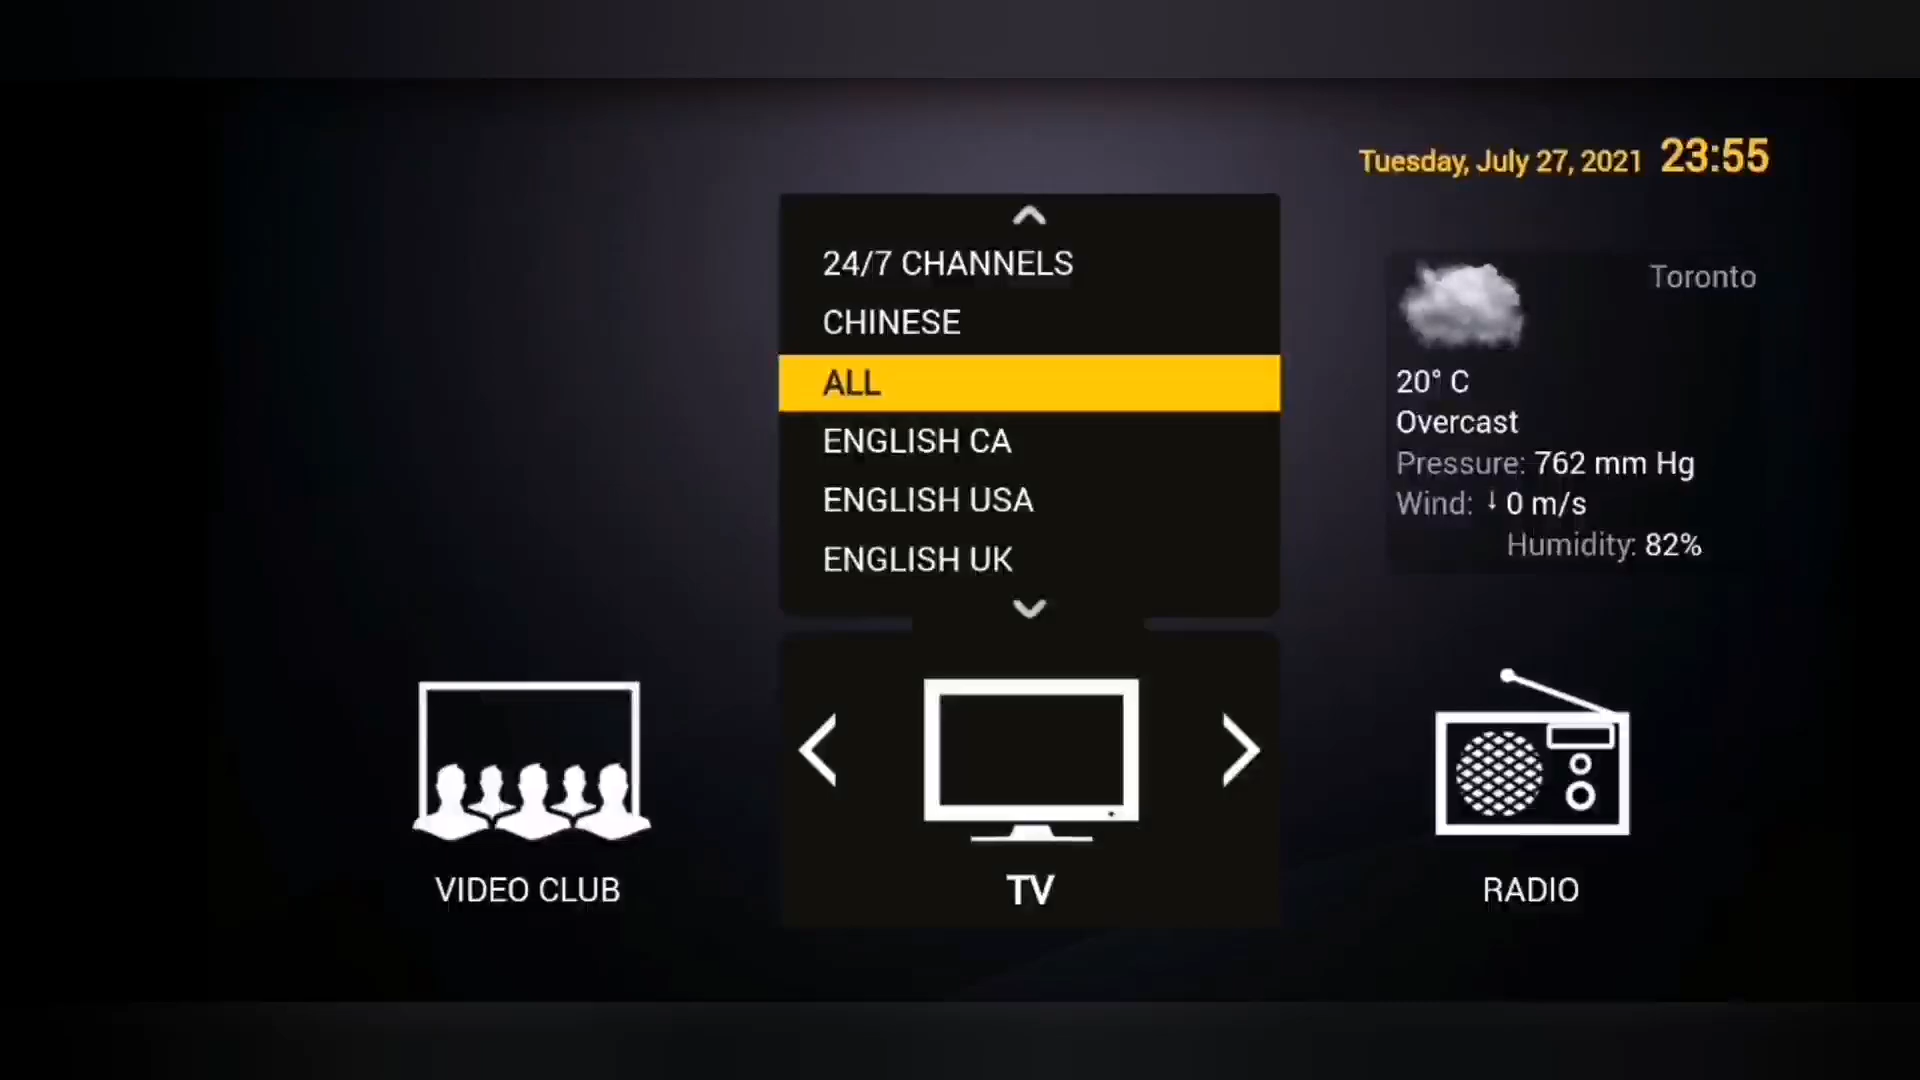 Tuesday, July 27, 2021 23:55
24/7 CHANNELS
CHINESE
ALL
ENGLISH CA
ENGLISH USA
ENGLISH UK
Toronto
20° C
Overcast
Pressure: 762 mm Hg
Wind: ↓ 0 m/s
Humidity: 82%
VIDEO CLUB
TV
RADIO